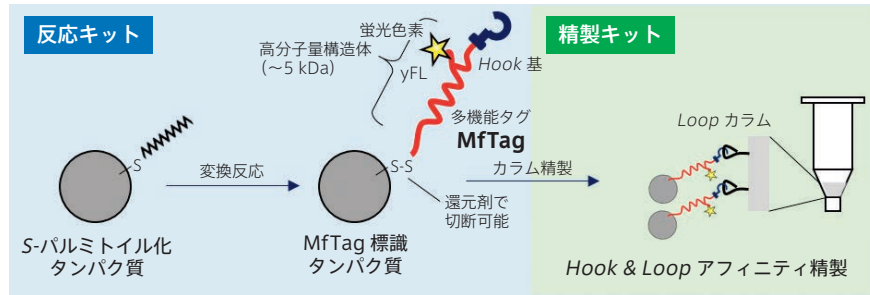 反応キット
蛍光色素
高分子量構造体
(～5 kDa)
yFL
Hook 基
多機能タグ
MfTag
S
変換反応
S-S
カラム精製
還元剤で
切断可能
S-パルミトイル化
タンパク質
MfTag 標識
タンパク質
精製キット
Loop カラム
Hook & Loop アフィニティ精製